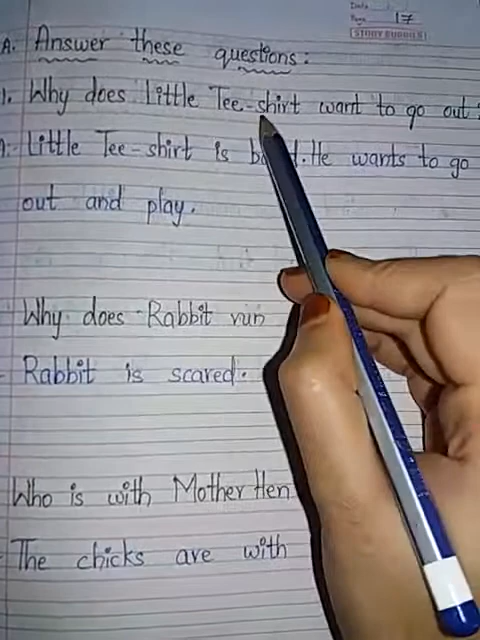 Date
Page 17
STORY BUDDIES
A. Answer these questions:
1. Why does Little Tee-shirt want to go out
Little Tee-shirt is He wants to go
out and play.
Why does Rabbit run
Rabbit is scared.
Who is with Mother Hen
The chicks are with